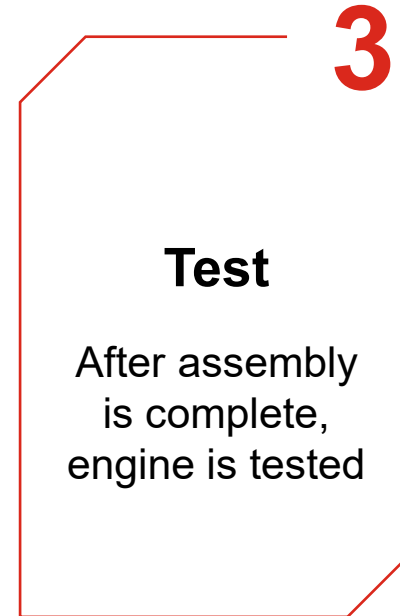 3
Test
After assembly
is complete,
engine is tested